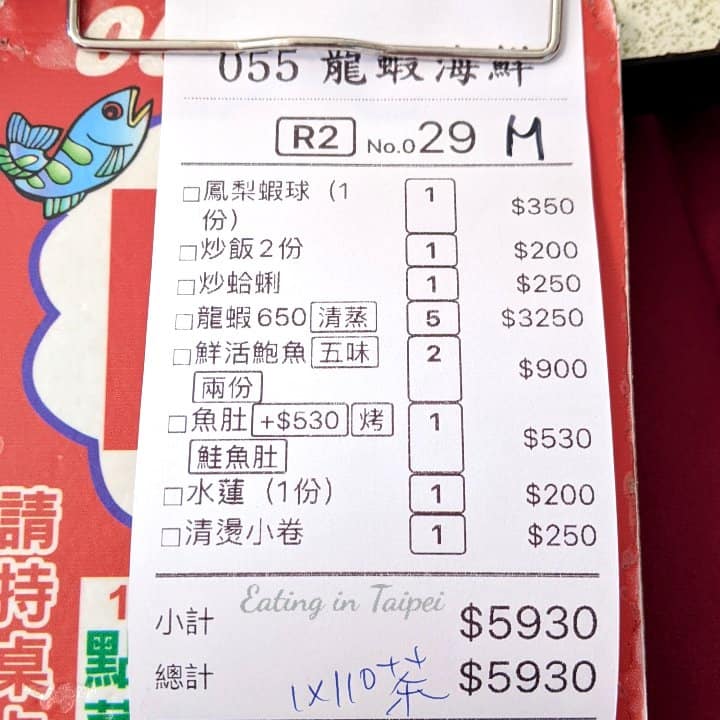 055 龍蝦海鮮
R2 No.029 M
鳳梨蝦球（1份） 1 $350
炒飯2份 1 $200
炒蛤蜊 1 $250
龍蝦650 清蒸 5 $3250
鮮活鮑魚 五味 兩份 2 $900
魚肚 +$530 烤 鮭魚肚 1 $530
水蓮（1份） 1 $200
清燙小卷 1 $250
Eating in Taipei
小計 $5930
總計 $5930
1X110茶
請持桌
1
點